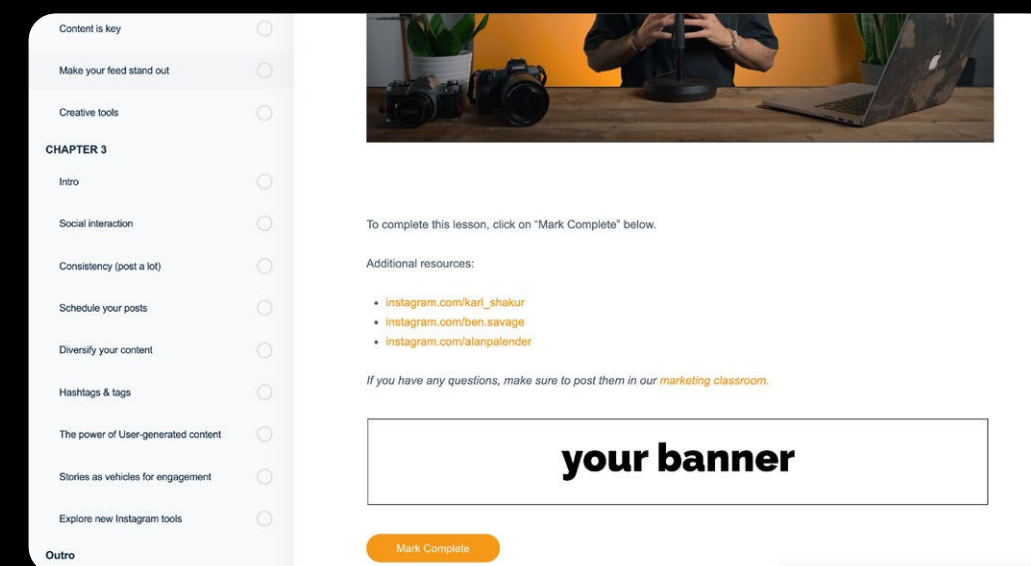 Content is key
Make your feed stand out
Creative tools
CHAPTER 3
Intro
Social interaction
Consistency (post a lot)
Schedule your posts
Diversify your content
Hashtags & tags
The power of User-generated content
Stories as vehicles for engagement
Explore new Instagram tools
Outro
To complete this lesson, click on “Mark Complete” below.
Additional resources:
• instagram.com/karl_shakur
• instagram.com/ben.savage
• instagram.com/alanpalender
If you have any questions, make sure to post them in our marketing classroom.
your banner
Mark Complete